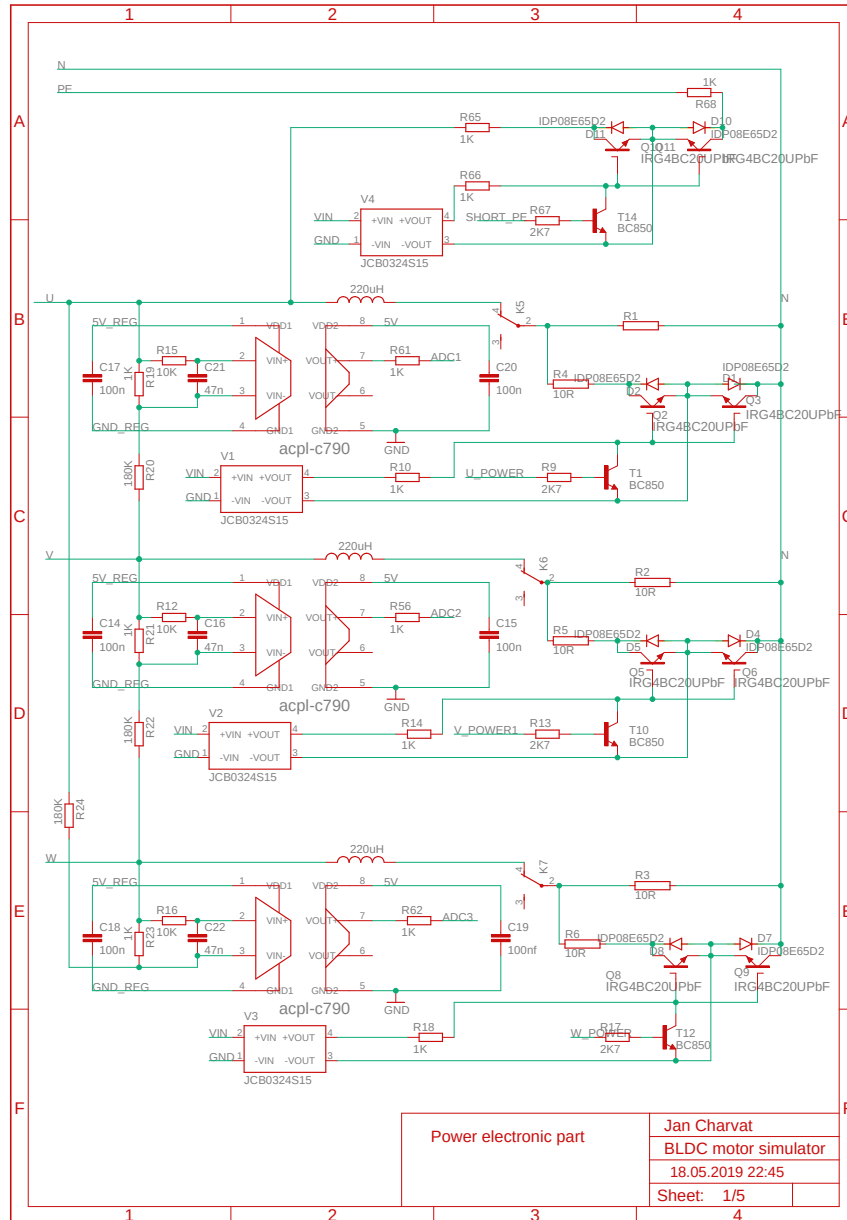 1 2 3 4
N
PE
1K
R68
A A
R65
1K
IDP08E65D2
D11
D10
IDP08E65D2
Q10
Q11
IRG4BC20UPbF
IRG4BC20UPbF
R66
1K
V4
VIN 2 +VIN +VOUT 4
GND 1 -VIN -VOUT 3
JCB0324S15
SHORT_PE
R67
2K7
T14
BC850
U
220uH
4
3
K5
2
N
R1
B B
5V_REG 1 VDD1 VDD2 8 5V
R15
10K
C21
47n
C17
100n
1K
R19
2 VIN+ VOUT+ 7
R61
1K
ADC1
C20
100n
3 VIN- VOUT- 6
GND_REG 4 GND1 GND2 5
acpl-c790
GND
R4
10R
IDP08E65D2
D2
IDP08E65D2
D1
Q2
IRG4BC20UPbF
Q3
IRG4BC20UPbF
180K
R20
V1
VIN 2 +VIN +VOUT 4
GND 1 -VIN -VOUT 3
JCB0324S15
R10
1K
U_POWER
R9
2K7
T1
BC850
C C
V
220uH
4
3
K6
2
N
R2
10R
5V_REG 1 VDD1 VDD2 8 5V
R12
10K
C16
47n
C14
100n
1K
R21
2 VIN+ VOUT+ 7
R56
1K
ADC2
C15
100n
3 VIN- VOUT- 6
GND_REG 4 GND1 GND2 5
acpl-c790
GND
R5
10R
IDP08E65D2
D5
D4
IDP08E65D2
Q5
IRG4BC20UPbF
Q6
IRG4BC20UPbF
D D
180K
R22
V2
VIN 2 +VIN +VOUT 4
GND 1 -VIN -VOUT 3
JCB0324S15
R14
1K
V_POWER1
R13
2K7
T10
BC850
180K
R24
W
220uH
4
3
K7
2
R3
10R
5V_REG 1 VDD1 VDD2 8 5V
E E
R16
10K
C22
47n
C18
100n
1K
R23
2 VIN+ VOUT+ 7
R62
1K
ADC3
C19
100nf
3 VIN- VOUT- 6
GND_REG 4 GND1 GND2 5
acpl-c790
GND
R6
10R
IDP08E65D2
D8
D7
IDP08E65D2
Q8
IRG4BC20UPbF
Q9
IRG4BC20UPbF
V3
VIN 2 +VIN +VOUT 4
GND 1 -VIN -VOUT 3
JCB0324S15
R18
1K
W_POWER
R17
2K7
T12
BC850
F F
Power electronic part
Jan Charvat
BLDC motor simulator
18.05.2019 22:45
Sheet: 1/5
1 2 3 4